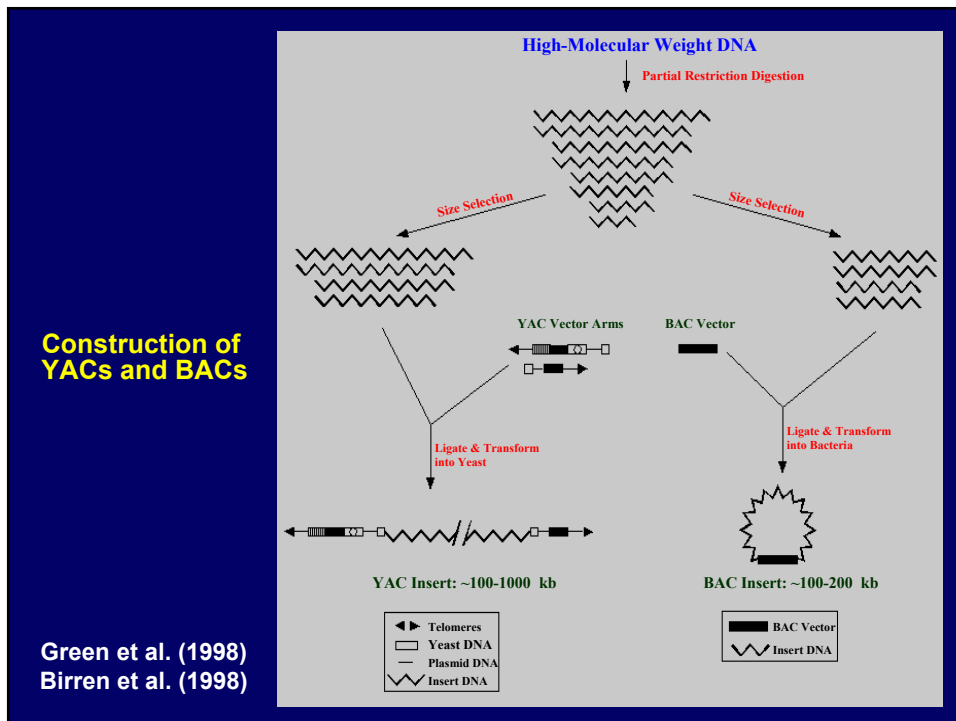 High-Molecular Weight DNA
Partial Restriction Digestion
Size Selection
Size Selection
YAC Vector Arms
BAC Vector
Construction of
YACs and BACs
Ligate & Transform
into Yeast
Ligate & Transform
into Bacteria
YAC Insert: ~100-1000 kb
BAC Insert: ~100-200 kb
Telomeres
Yeast DNA
Plasmid DNA
Insert DNA
BAC Vector
Insert DNA
Green et al. (1998)
Birren et al. (1998)